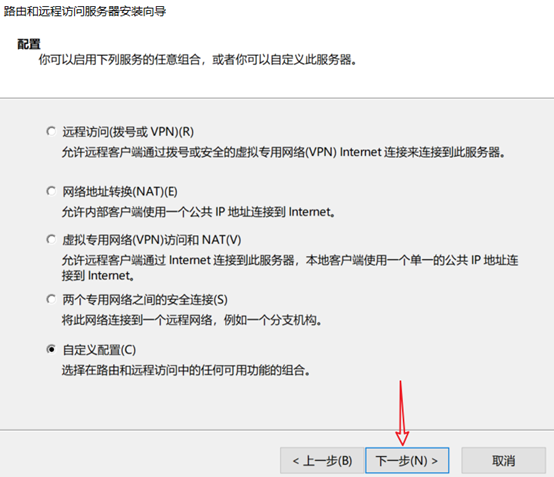 路由和远程访问服务器安装向导
配置
你可以启用下列服务的任意组合，或者你可以自定义此服务器。
远程访问(拨号或 VPN)(R)
允许远程客户端通过拨号或安全的虚拟专用网络(VPN) Internet 连接来连接到此服务器。
网络地址转换(NAT)(E)
允许内部客户端使用一个公共 IP 地址连接到 Internet。
虚拟专用网络(VPN)访问和 NAT(V)
允许远程客户端通过 Internet 连接到此服务器，本地客户端使用一个单一的公共 IP 地址连
接到 Internet。
两个专用网络之间的安全连接(S)
将此网络连接到一个远程网络，例如一个分支机构。
自定义配置(C)
选择在路由和远程访问中的任何可用功能的组合。
< 上一步(B) 下一步(N) > 取消